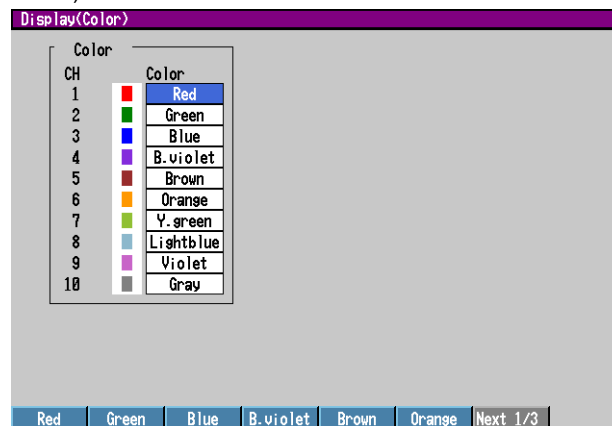 Display(Color)
Color
CH Color
1 Red
2 Green
3 Blue
4 B.violet
5 Brown
6 Orange
7 Y.green
8 Lightblue
9 Violet
10 Gray
Red Green Blue B.violet Brown Orange Next 1/3